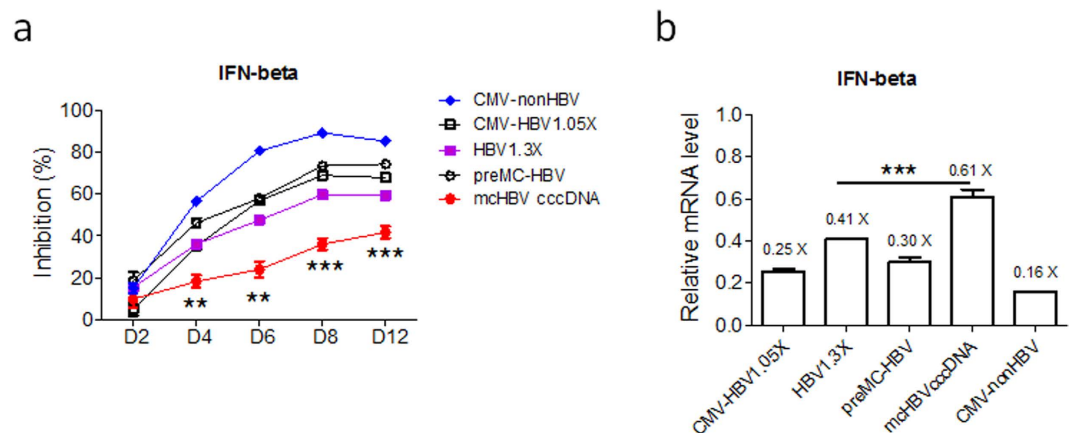 a
IFN-beta
Inhibition (%)
100
80
60
40
20
0
D2 D4 D6 D8 D12
** ** *** ***
CMV-nonHBV
CMV-HBV1.05X
HBV1.3X
preMC-HBV
mcHBV cccDNA
b
IFN-beta
Relative mRNA level
1.0
0.8
0.6
0.4
0.2
0.0
0.25 X
0.41 X
0.30 X
0.61 X
0.16 X
***
CMV-HBV1.05X
HBV1.3X
preMC-HBV
mcHBVcccDNA
CMV-nonHBV